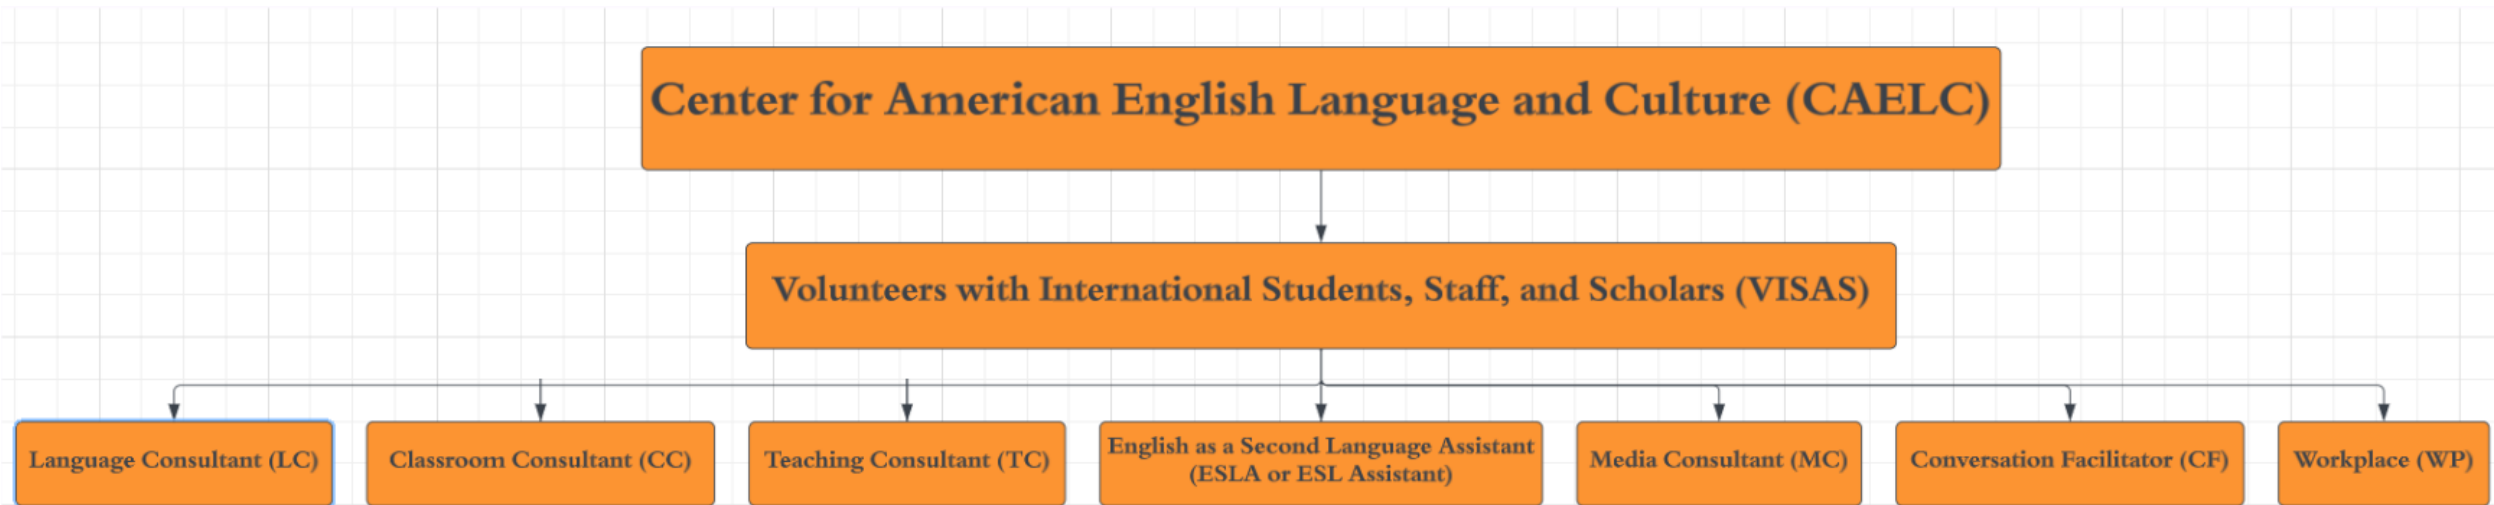 Center for American English Language and Culture (CAELC)
Volunteers with International Students, Staff, and Scholars (VISAS)
Language Consultant (LC)
Classroom Consultant (CC)
Teaching Consultant (TC)
English as a Second Language Assistant
(ESLA or ESL Assistant)
Media Consultant (MC)
Conversation Facilitator (CF)
Workplace (WP)